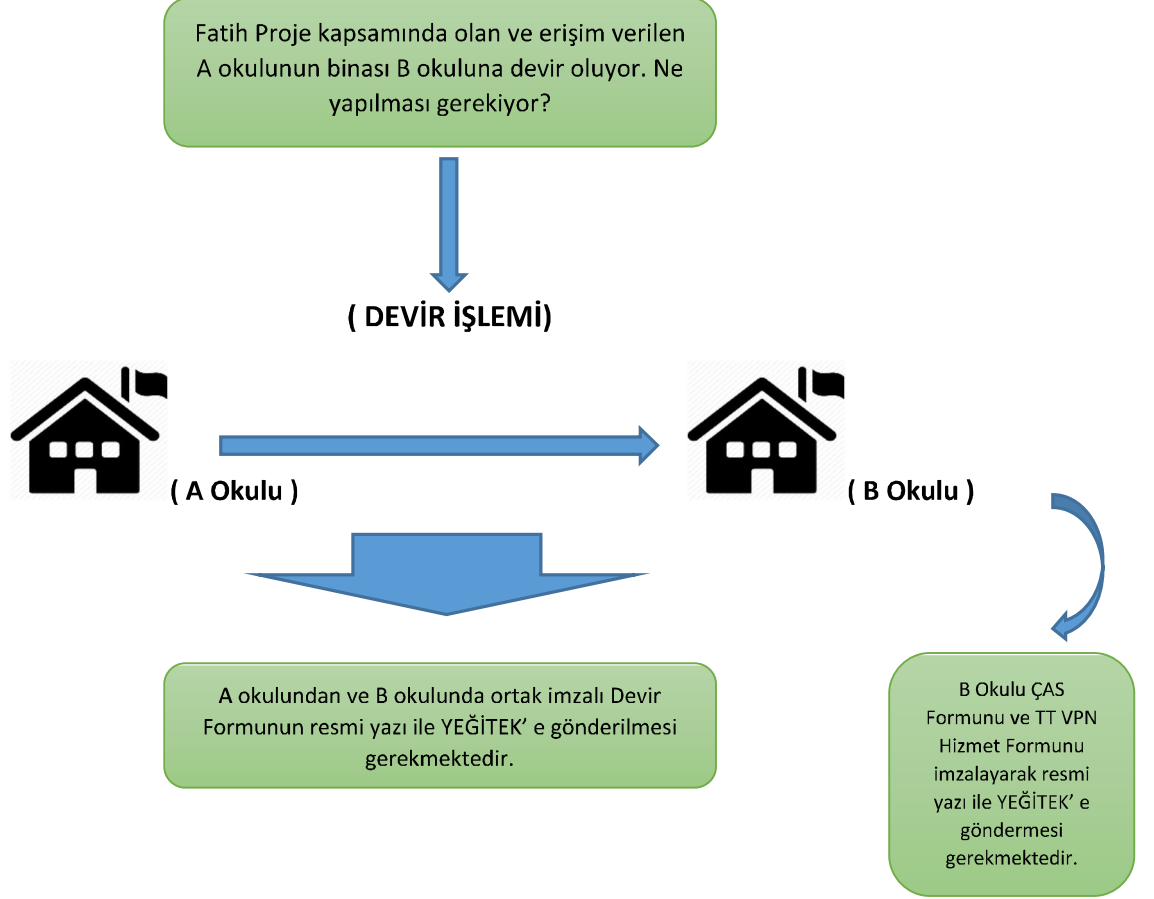 Fatih Proje kapsamında olan ve erişim verilen
A okulunun binası B okuluna devir oluyor. Ne
yapılması gerekiyor?
( DEVİR İŞLEMİ)
( A Okulu )
( B Okulu )
A okulundan ve B okulunda ortak imzalı Devir
Formunun resmi yazı ile YEĞİTEK’ e gönderilmesi
gerekmektedir.
B Okulu ÇAS
Formunu ve TT VPN
Hizmet Formunu
imzalayarak resmi
yazı ile YEĞİTEK’ e
göndermesi
gerekmektedir.